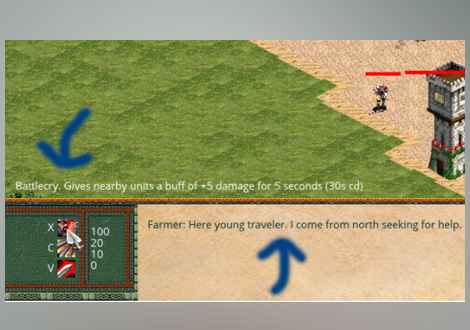 Battlecry. Gives nearby units a buff of +5 damage for 5 seconds (30s cd)
X
C
V
100
20
10
0
Farmer: Here young traveler. I come from north seeking for help.